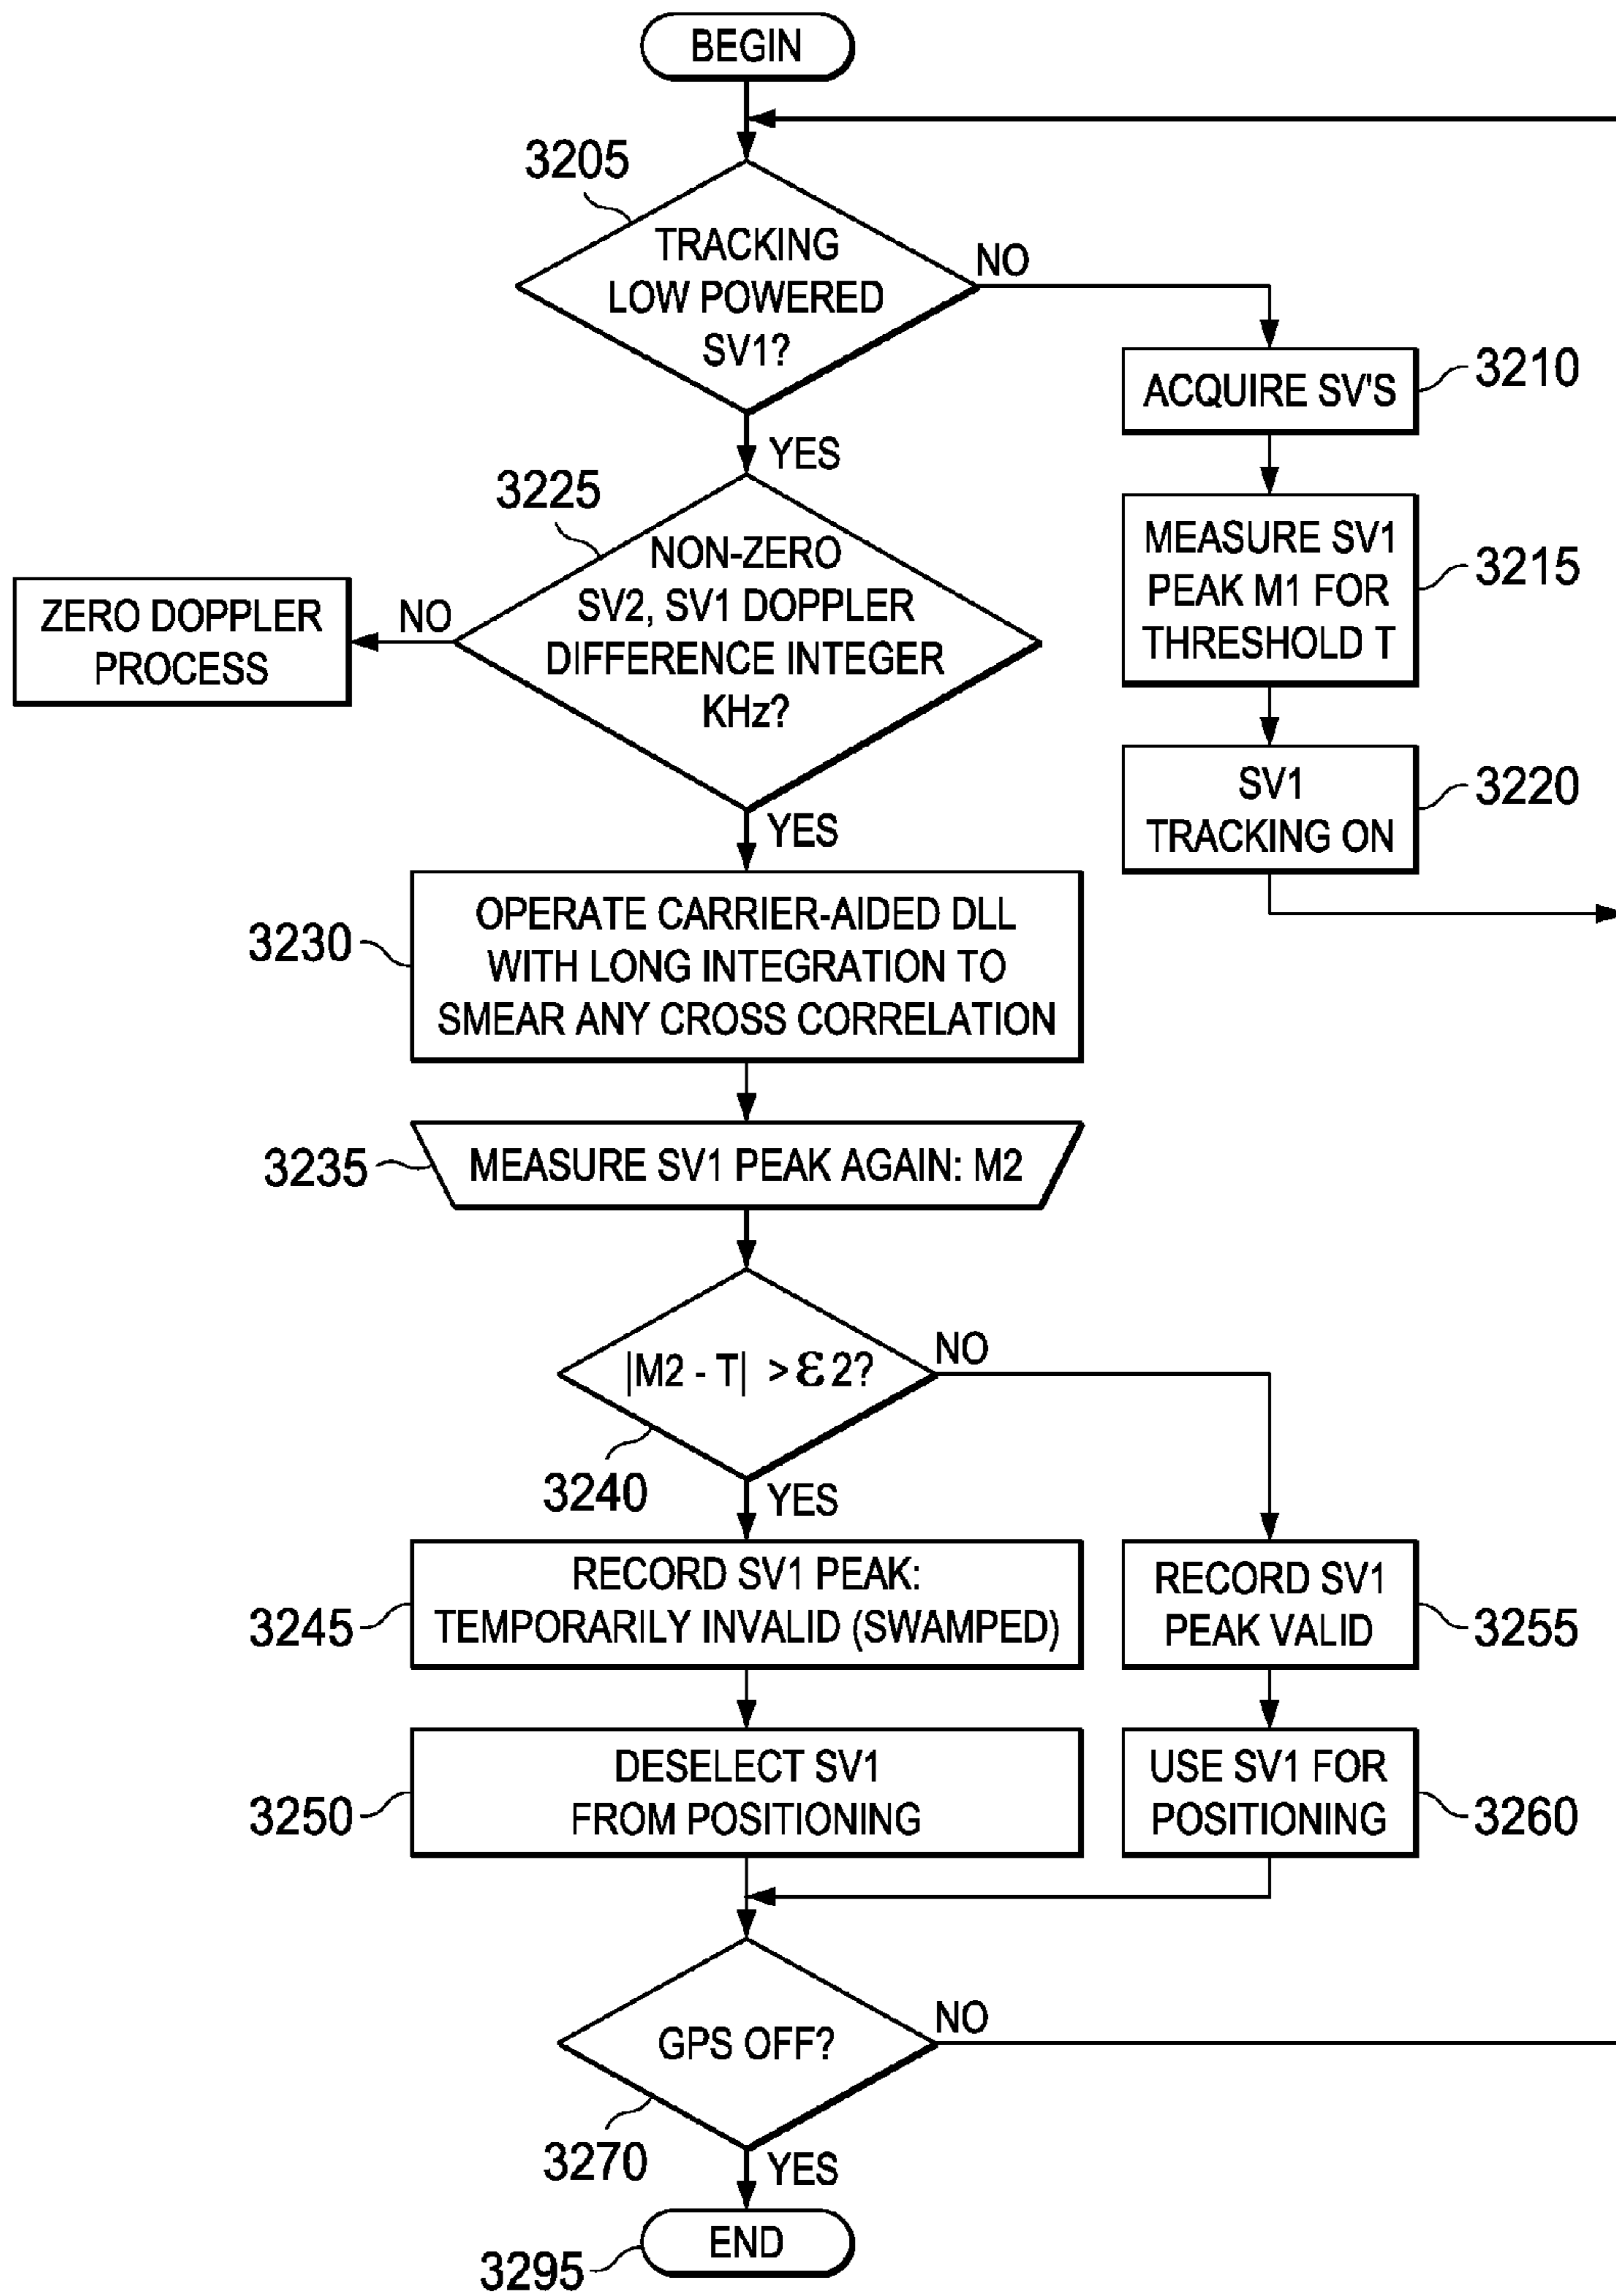 BEGIN
3205
TRACKING
LOW POWERED
SV1?
NO
YES
3210
ACQUIRE SV'S
3215
MEASURE SV1
PEAK M1 FOR
THRESHOLD T
3220
SV1
TRACKING ON
3225
NON-ZERO
SV2, SV1 DOPPLER
DIFFERENCE INTEGER
KHz?
NO
ZERO DOPPLER
PROCESS
YES
3230
OPERATE CARRIER-AIDED DLL
WITH LONG INTEGRATION TO
SMEAR ANY CROSS CORRELATION
3235
MEASURE SV1 PEAK AGAIN: M2
|M2 - T| > ε2?
NO
3240
YES
3245
RECORD SV1 PEAK:
TEMPORARILY INVALID (SWAMPED)
RECORD SV1
PEAK VALID
3255
3250
DESELECT SV1
FROM POSITIONING
USE SV1 FOR
POSITIONING
3260
GPS OFF?
NO
3270
YES
END
3295